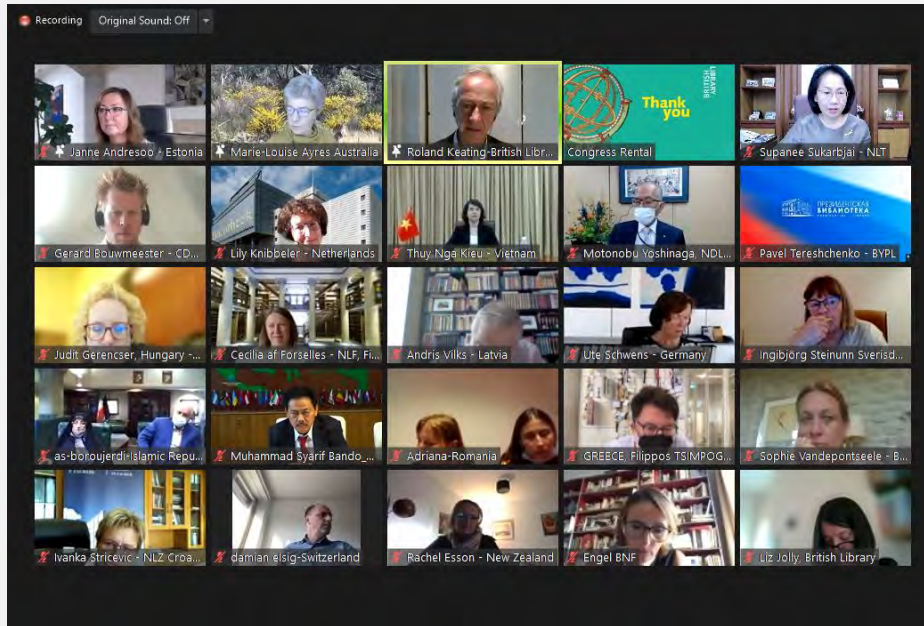 Recording Original Sound: Off
Janne Andresoo - Estonia
Marie-Louise Ayres Australia
Roland Keating-British Libr...
Thank
you
BRITISH
LIBRARY
Congress Rental
Supanee Sukarbjai - NLT
Gerard Bouwmeester - CD...
Lily Knibbeler - Netherlands
Thuy Nga Kieu - Vietnam
Motonobu Yoshinaga, NDL...
ПРЕЗИДЕНТСКАЯ
БИБЛИОТЕКА
Pavel Tereshchenko - BYPL
Judit Gerencser, Hungary -...
Cecilia af Forselles - NLF, Fi...
Andris Vilks - Latvia
Ute Schwens - Germany
Ingibjörg Steinunn Sverisd...
as-boroujerdi-Islamic Repu...
Muhammad Syarif Bando_...
Adriana-Romania
GREECE, Filippos TSIMPOG...
Sophie Vandepontseele - B...
Ivanka Stricevic - NLZ Croa...
damian elsig-Switzerland
Rachel Esson - New Zealand
Engel BNF
Liz Jolly, British Library